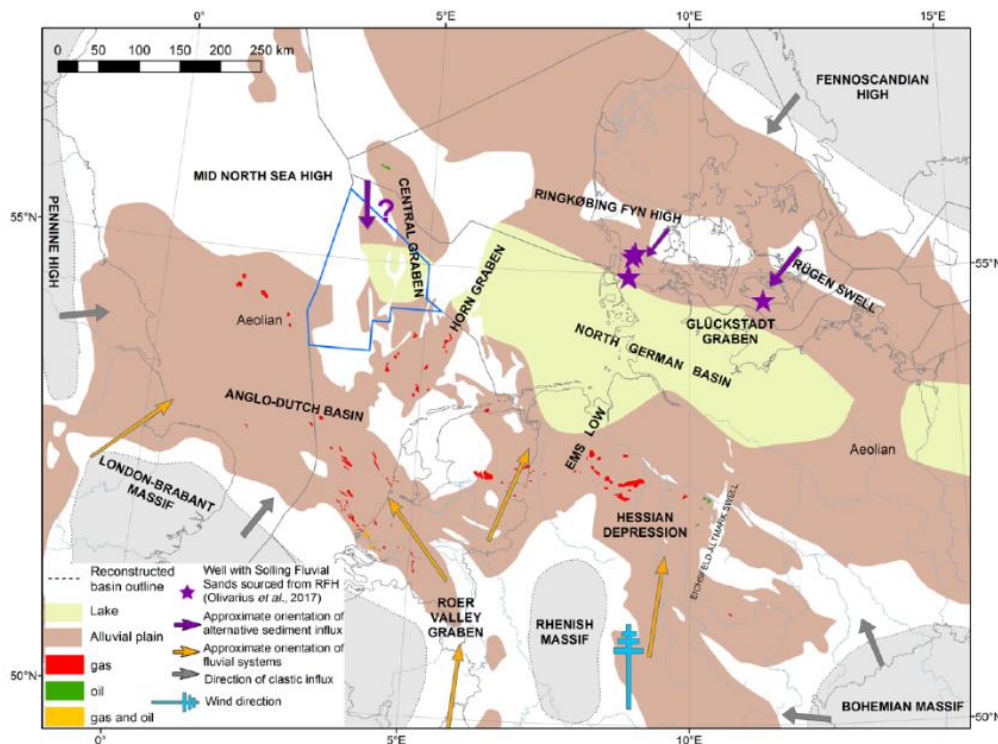 0°
5°E
10°E
15°E
0
50
100
150
200
250 km
FENNOSCANDIAN
HIGH
MID NORTH SEA HIGH
?
CENTRAL GRABEN
RINGKØBING FYN HIGH
55°N
55°N
PENNINE HIGH
HORN GRABEN
RÜGEN SWELL
Aeolian
GLÜCKSTADT
GRABEN
NORTH GERMAN
BASIN
ANGLO-DUTCH BASIN
EMS LOW
Aeolian
LONDON-BRABANT
MASSIF
HESSIAN
DEPRESSION
EICHSFELD-ALTMARK SWELL
ROER
VALLEY
GRABEN
RHENISH
MASSIF
BOHEMIAN MASSIF
50°N
50°N
Reconstructed
basin outline
Lake
Alluvial plain
gas
oil
gas and oil
Well with Solling Fluvial
Sands sourced from RFH
(Olivarius et al., 2017)
Approximate orientation of
alternative sediment influx
Approximate orientation of
fluvial systems
Direction of clastic influx
Wind direction
0°
5°E
10°E